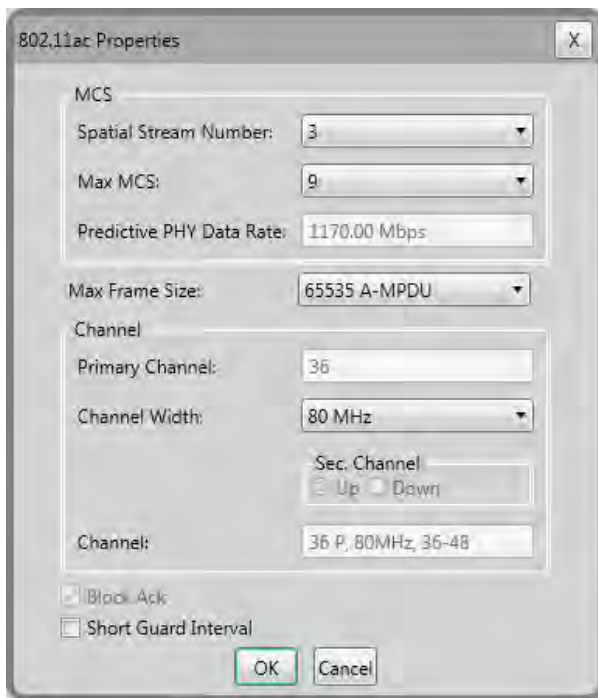 802.11ac Properties X
MCS
Spatial Stream Number: 3
Max MCS: 9
Predictive PHY Data Rate: 1170.00 Mbps
Max Frame Size: 65535 A-MPDU
Channel
Primary Channel: 36
Channel Width: 80 MHz
Sec. Channel
Up Down
Channel: 36 P, 80MHz, 36-48
Block Ack
Short Guard Interval
OK Cancel